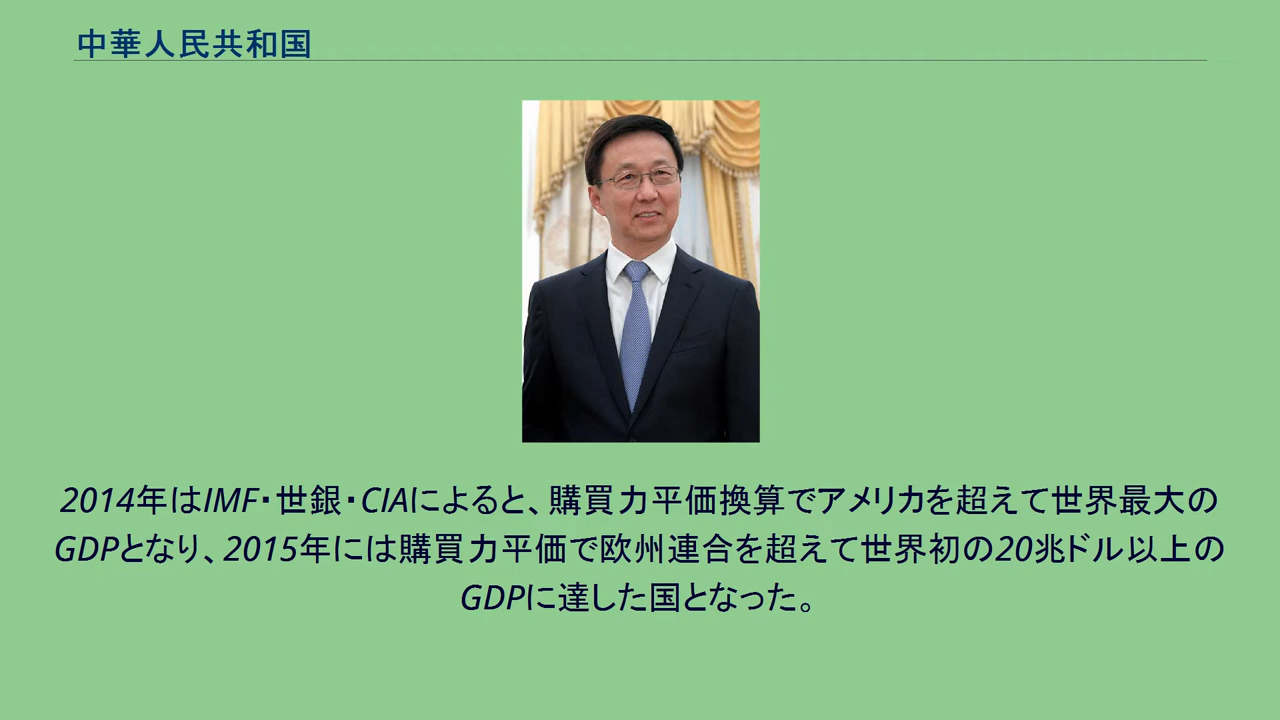 中華人民共和国
2014年はIMF・世銀・CIAによると、購買力平価換算でアメリカを超えて世界最大の
GDPとなり、2015年には購買力平価で欧州連合を超えて世界初の20兆ドル以上の
GDPに達した国となった。